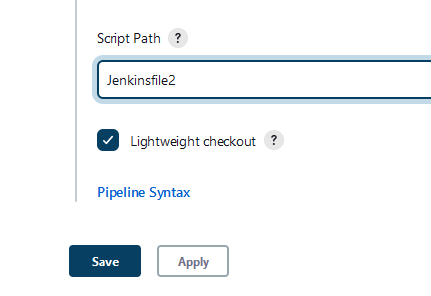 Script Path ?
Jenkinsfile2
Lightweight checkout ?
Pipeline Syntax
Save Apply